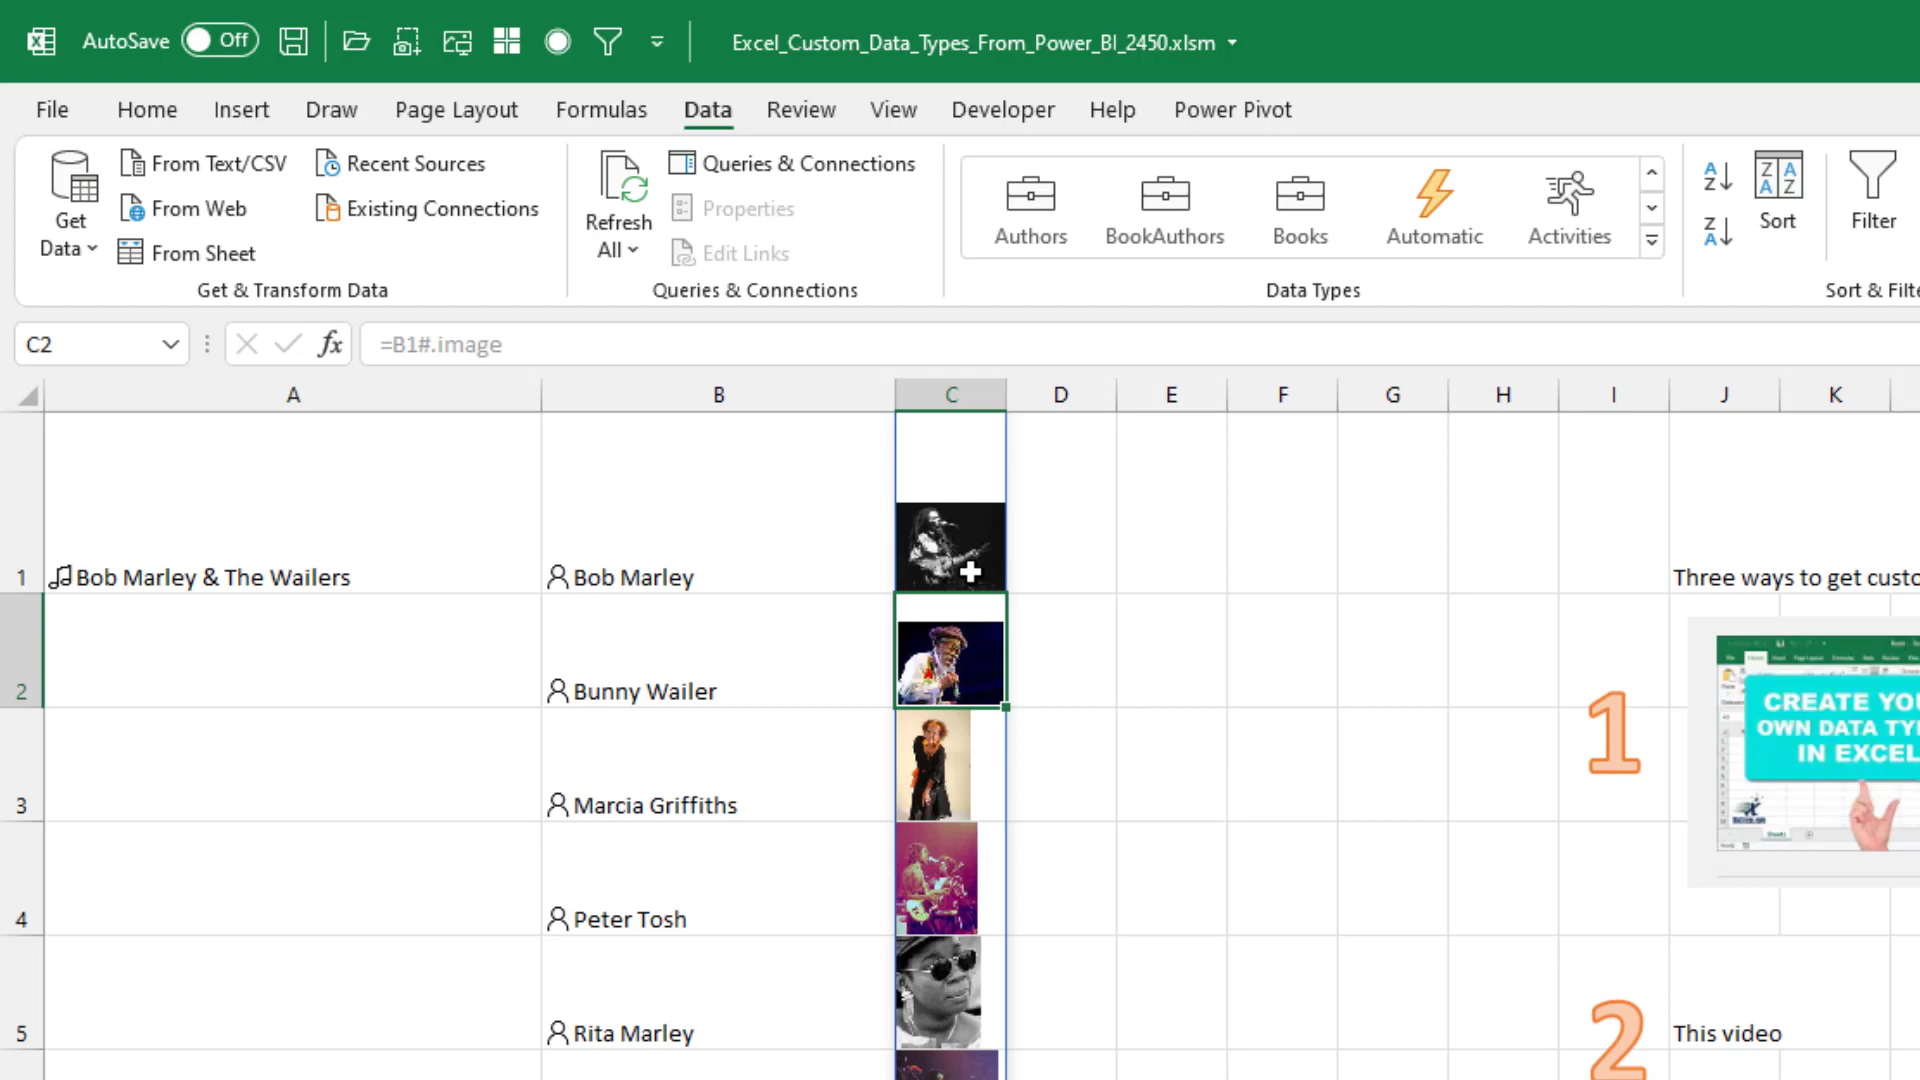 AutoSave Off Excel_Custom_Data_Types_From_Power_BI_2450.xlsm
File Home Insert Draw Page Layout Formulas Data Review View Developer Help Power Pivot
Get Data
From Text/CSV
From Web
From Sheet
Recent Sources
Existing Connections
Get & Transform Data
Refresh All
Queries & Connections
Properties
Edit Links
Queries & Connections
Authors BookAuthors Books Automatic Activities
Data Types
Sort
Filter
Sort & Filte
C2 fx =B1#.image
A B C D E F G H I J K
1 Bob Marley & The Wailers Bob Marley Three ways to get custo
2 Bunny Wailer
1
CREATE YOU
OWN DATA TY
IN EXCEL
3 Marcia Griffiths
4 Peter Tosh
5 Rita Marley
2 This video